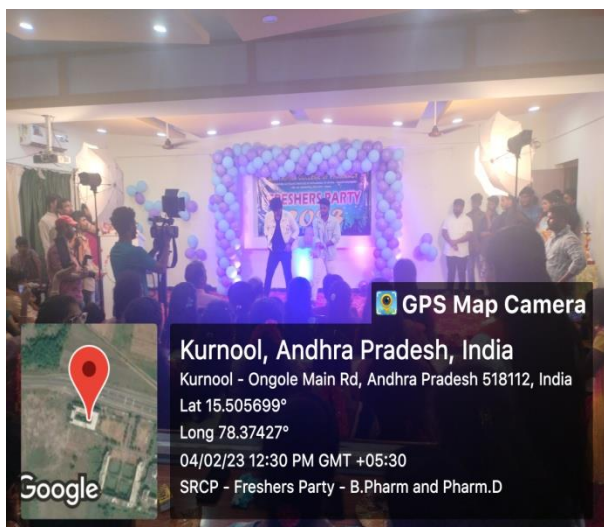 FRESHERS PARTY
GPS Map Camera
Kurnool, Andhra Pradesh, India
Kurnool - Ongole Main Rd, Andhra Pradesh 518112, India
Lat 15.505699°
Long 78.37427°
04/02/23 12:30 PM GMT +05:30
SRCP - Freshers Party - B.Pharm and Pharm.D
Google